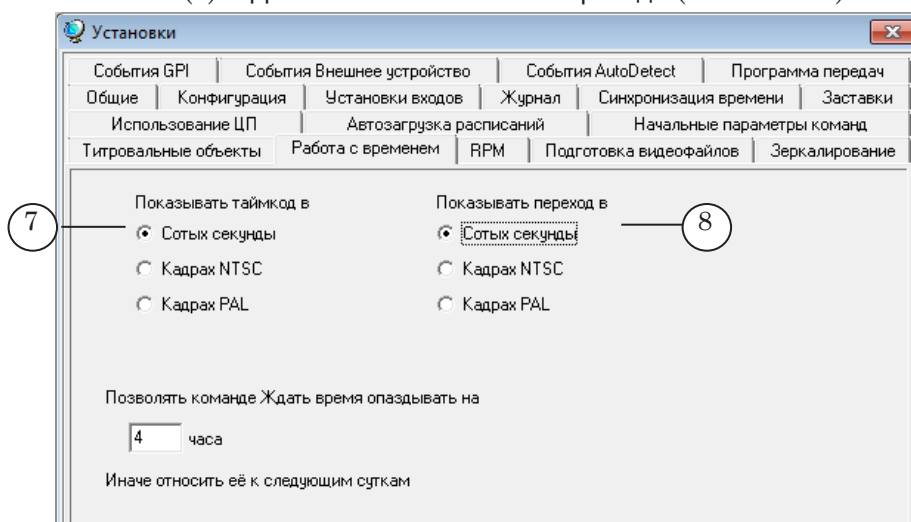 Установки
События GPI События Внешнее устройство События AutoDetect Программа передач
Общие Конфигурация Установки входов Журнал Синхронизация времени Заставки
Использование ЦП Автозагрузка расписаний Начальные параметры команд
Титровальные объекты Работа с временем RPM Подготовка видеофайлов Зеркалирование
Показывать таймкод в Показывать переход в
7 Сотых секунды Сотых секунды 8
Кадрах NTSC Кадрах NTSC
Кадрах PAL Кадрах PAL
Позволять команде Ждать время опаздывать на
4 часа
Иначе относить её к следующим суткам